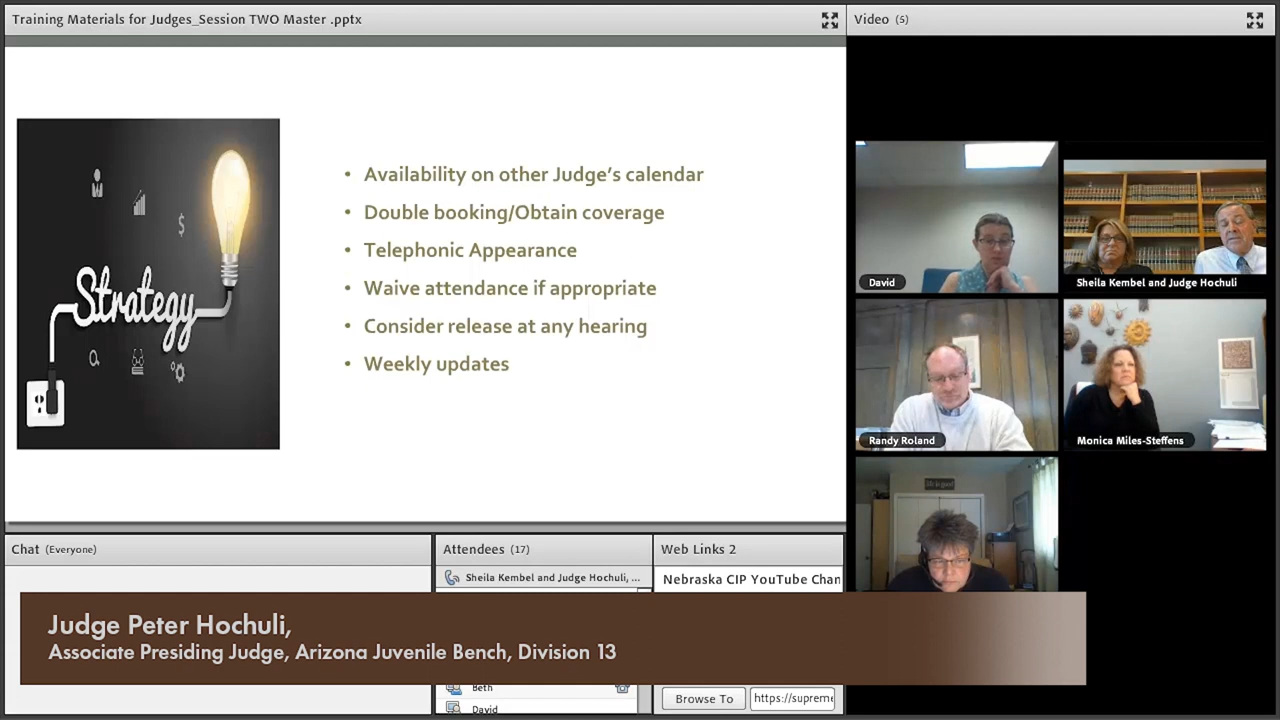 Training Materials for Judges_Session TWO Master .pptx
Video (5)
Strategy
• Availability on other Judge's calendar
• Double booking/Obtain coverage
• Telephonic Appearance
• Waive attendance if appropriate
• Consider release at any hearing
• Weekly updates
David
Sheila Kembel and Judge Hochuli
Randy Roland
Monica Miles-Steffens
Chat (Everyone)
Attendees (17)
Web Links 2
Sheila Kembel and Judge Hochuli, ...
Nebraska CIP YouTube Chan
Judge Peter Hochuli,
Associate Presiding Judge, Arizona Juvenile Bench, Division 13
Beth
David
Browse To
https://supreme